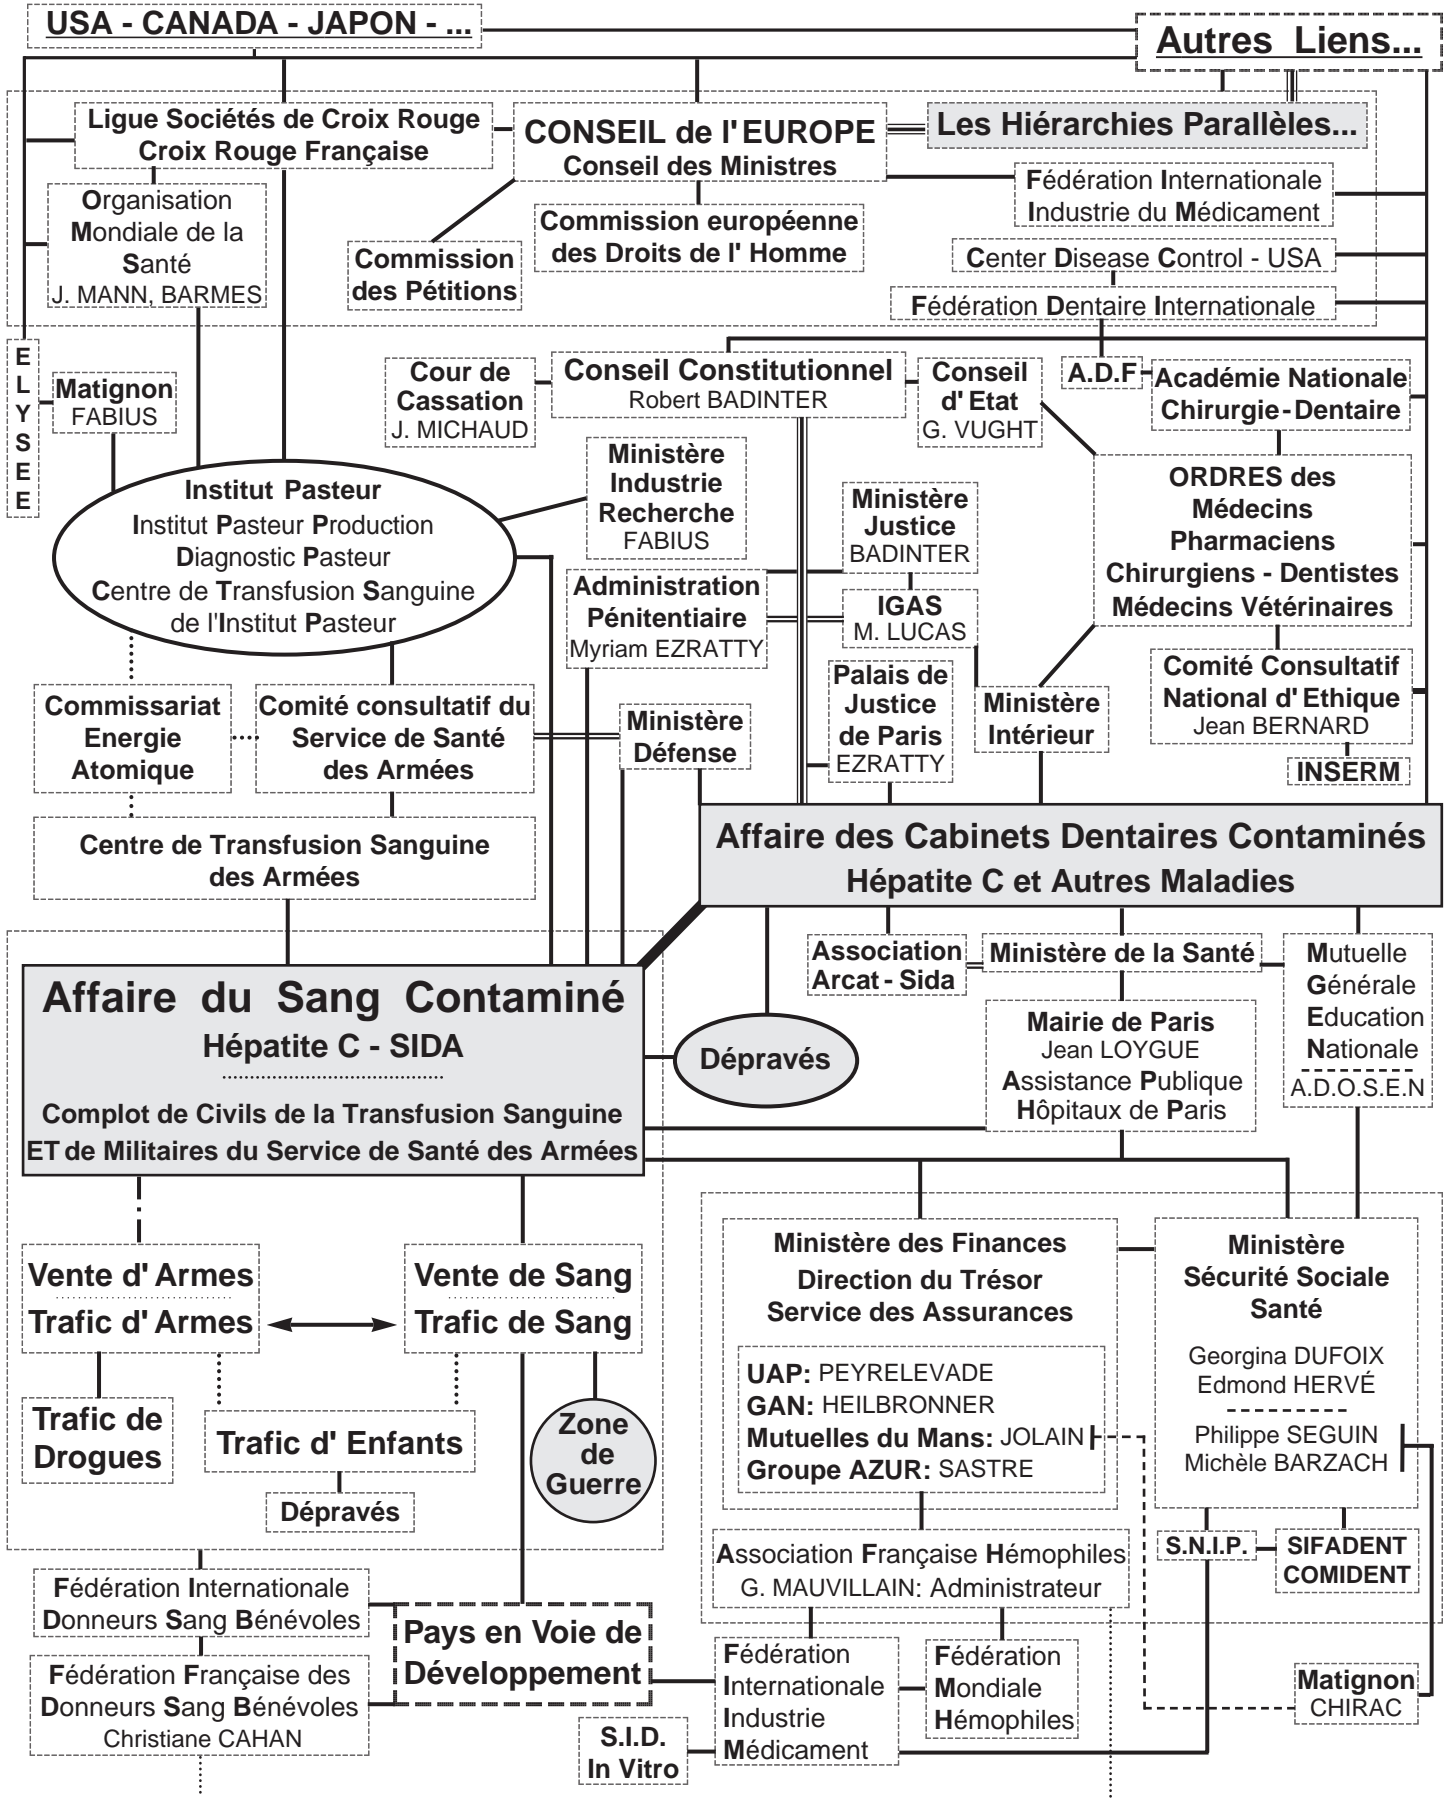 USA - CANADA - JAPON - ...
Autres Liens...
Ligue Sociétés de Croix Rouge
Croix Rouge Française
CONSEIL de l' EUROPE
Conseil des Ministres
Les Hiérarchies Parallèles...
Organisation
Mondiale de la
Santé
J. MANN, BARMES
Commission
des Pétitions
Commission européenne
des Droits de l' Homme
Fédération Internationale
Industrie du Médicament
Center Disease Control - USA
Fédération Dentaire Internationale
E
L
Y
S
E
E
Matignon
FABIUS
Cour de
Cassation
J. MICHAUD
Conseil Constitutionnel
Robert BADINTER
Conseil
d' Etat
G. VUGHT
A.D.F
Académie Nationale
Chirurgie-Dentaire
Institut Pasteur
Institut Pasteur Production
Diagnostic Pasteur
Centre de Transfusion Sanguine
de l'Institut Pasteur
Ministère
Industrie
Recherche
FABIUS
Ministère
Justice
BADINTER
ORDRES des
Médecins
Pharmaciens
Chirurgiens - Dentistes
Médecins Vétérinaires
Administration
Pénitentiaire
Myriam EZRATTY
IGAS
M. LUCAS
Palais de
Justice
de Paris
EZRATTY
Ministère
Intérieur
Comité Consultatif
National d' Ethique
Jean BERNARD
INSERM
Commissariat
Energie
Atomique
Comité consultatif du
Service de Santé
des Armées
Ministère
Défense
Centre de Transfusion Sanguine
des Armées
Affaire des Cabinets Dentaires Contaminés
Hépatite C et Autres Maladies
Association
Arcat - Sida
Ministère de la Santé
Mutuelle
Générale
Education
Nationale
A.D.O.S.E.N
Affaire du Sang Contaminé
Hépatite C - SIDA
Complot de Civils de la Transfusion Sanguine
ET de Militaires du Service de Santé des Armées
Dépravés
Mairie de Paris
Jean LOYGUE
Assistance Publique
Hôpitaux de Paris
Vente d' Armes
Trafic d' Armes
Vente de Sang
Trafic de Sang
Trafic de
Drogues
Trafic d' Enfants
Dépravés
Zone
de
Guerre
Ministère des Finances
Direction du Trésor
Service des Assurances
UAP: PEYRELEVADE
GAN: HEILBRONNER
Mutuelles du Mans: JOLAIN
Groupe AZUR: SASTRE
Ministère
Sécurité Sociale
Santé
Georgina DUFOIX
Edmond HERVÉ
Philippe SEGUIN
Michèle BARZACH
Association Française Hémophiles
G. MAUVILLAIN: Administrateur
S.N.I.P.
SIFADENT
COMIDENT
Fédération Internationale
Donneurs Sang Bénévoles
Fédération Française des
Donneurs Sang Bénévoles
Christiane CAHAN
Pays en Voie de
Développement
S.I.D.
In Vitro
Fédération
Internationale
Industrie
Médicament
Fédération
Mondiale
Hémophiles
Matignon
CHIRAC